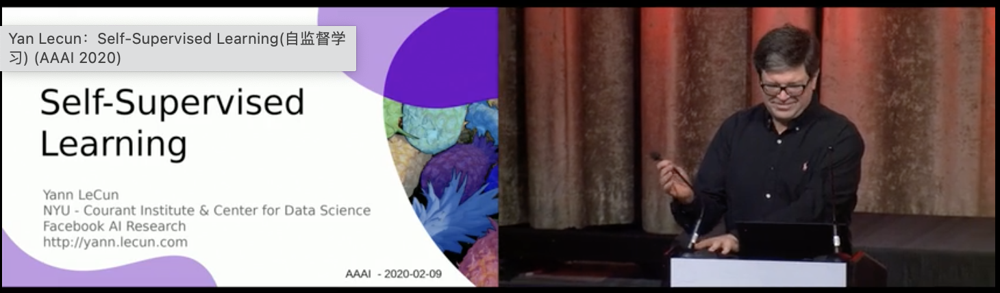 Yan Lecun：Self-Supervised Learning(自监督学
习) (AAAI 2020)
Self-Supervised
Learning
Yann LeCun
NYU - Courant Institute & Center for Data Science
Facebook AI Research
http://yann.lecun.com
AAAI - 2020-02-09